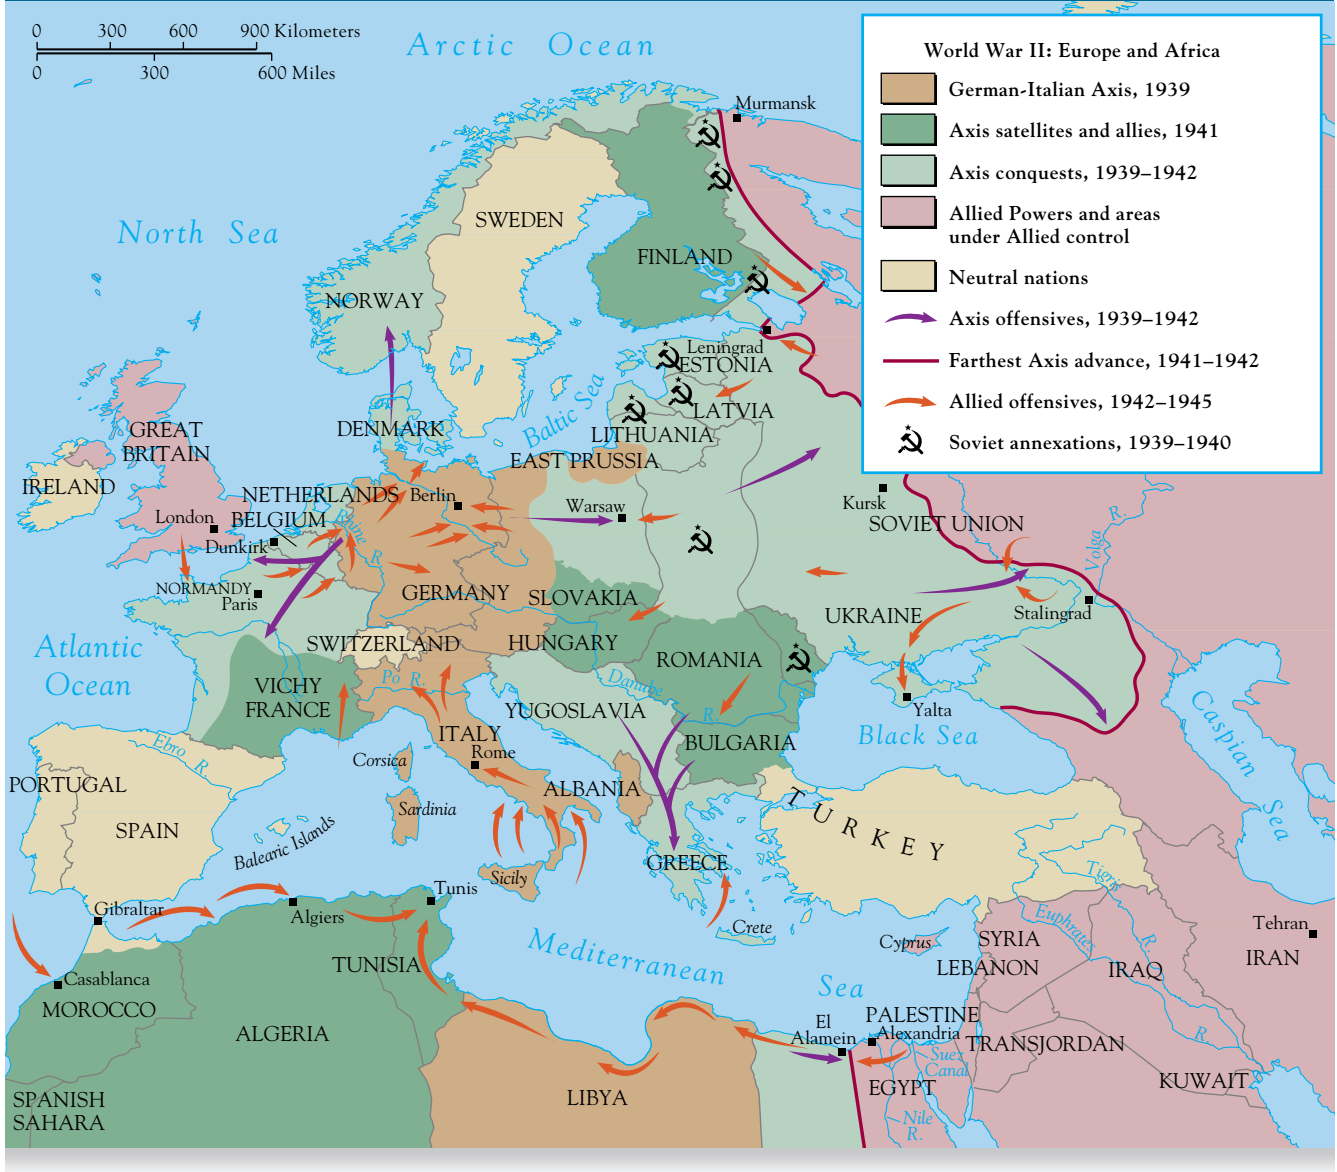 0 300 600 900 Kilometers
0 300 600 Miles
Arctic Ocean
World War II: Europe and Africa
German-Italian Axis, 1939
Axis satellites and allies, 1941
Axis conquests, 1939–1942
Allied Powers and areas
under Allied control
Neutral nations
Axis offensives, 1939–1942
Farthest Axis advance, 1941–1942
Allied offensives, 1942–1945
Soviet annexations, 1939–1940
Murmansk
North Sea
SWEDEN
FINLAND
NORWAY
Leningrad
ESTONIA
Baltic Sea
LATVIA
DENMARK
LITHUANIA
GREAT
BRITAIN
EAST PRUSSIA
IRELAND
NETHERLANDS
Berlin
Kursk
London
BELGIUM
Warsaw
SOVIET UNION
Volga R.
Rhine R.
Dunkirk
NORMANDY
Paris
GERMANY
SLOVAKIA
UKRAINE
Stalingrad
Atlantic
Ocean
SWITZERLAND
HUNGARY
ROMANIA
VICHY
FRANCE
Po R.
Danube R.
YUGOSLAVIA
Yalta
Black Sea
Caspian Sea
Ebro R.
ITALY
Rome
BULGARIA
Corsica
PORTUGAL
ALBANIA
TURKEY
Sardinia
SPAIN
Balearic Islands
GREECE
Sicily
Tigris R.
Tunis
Gibraltar
Algiers
Crete
Euphrates R.
Tehran
Mediterranean Sea
Cyprus
SYRIA
IRAN
TUNISIA
LEBANON
IRAQ
Casablanca
MOROCCO
PALESTINE
El
Alamein
Alexandria
ALGERIA
TRANSJORDAN
Suez
Canal
EGYPT
KUWAIT
SPANISH
SAHARA
LIBYA
Nile
R.